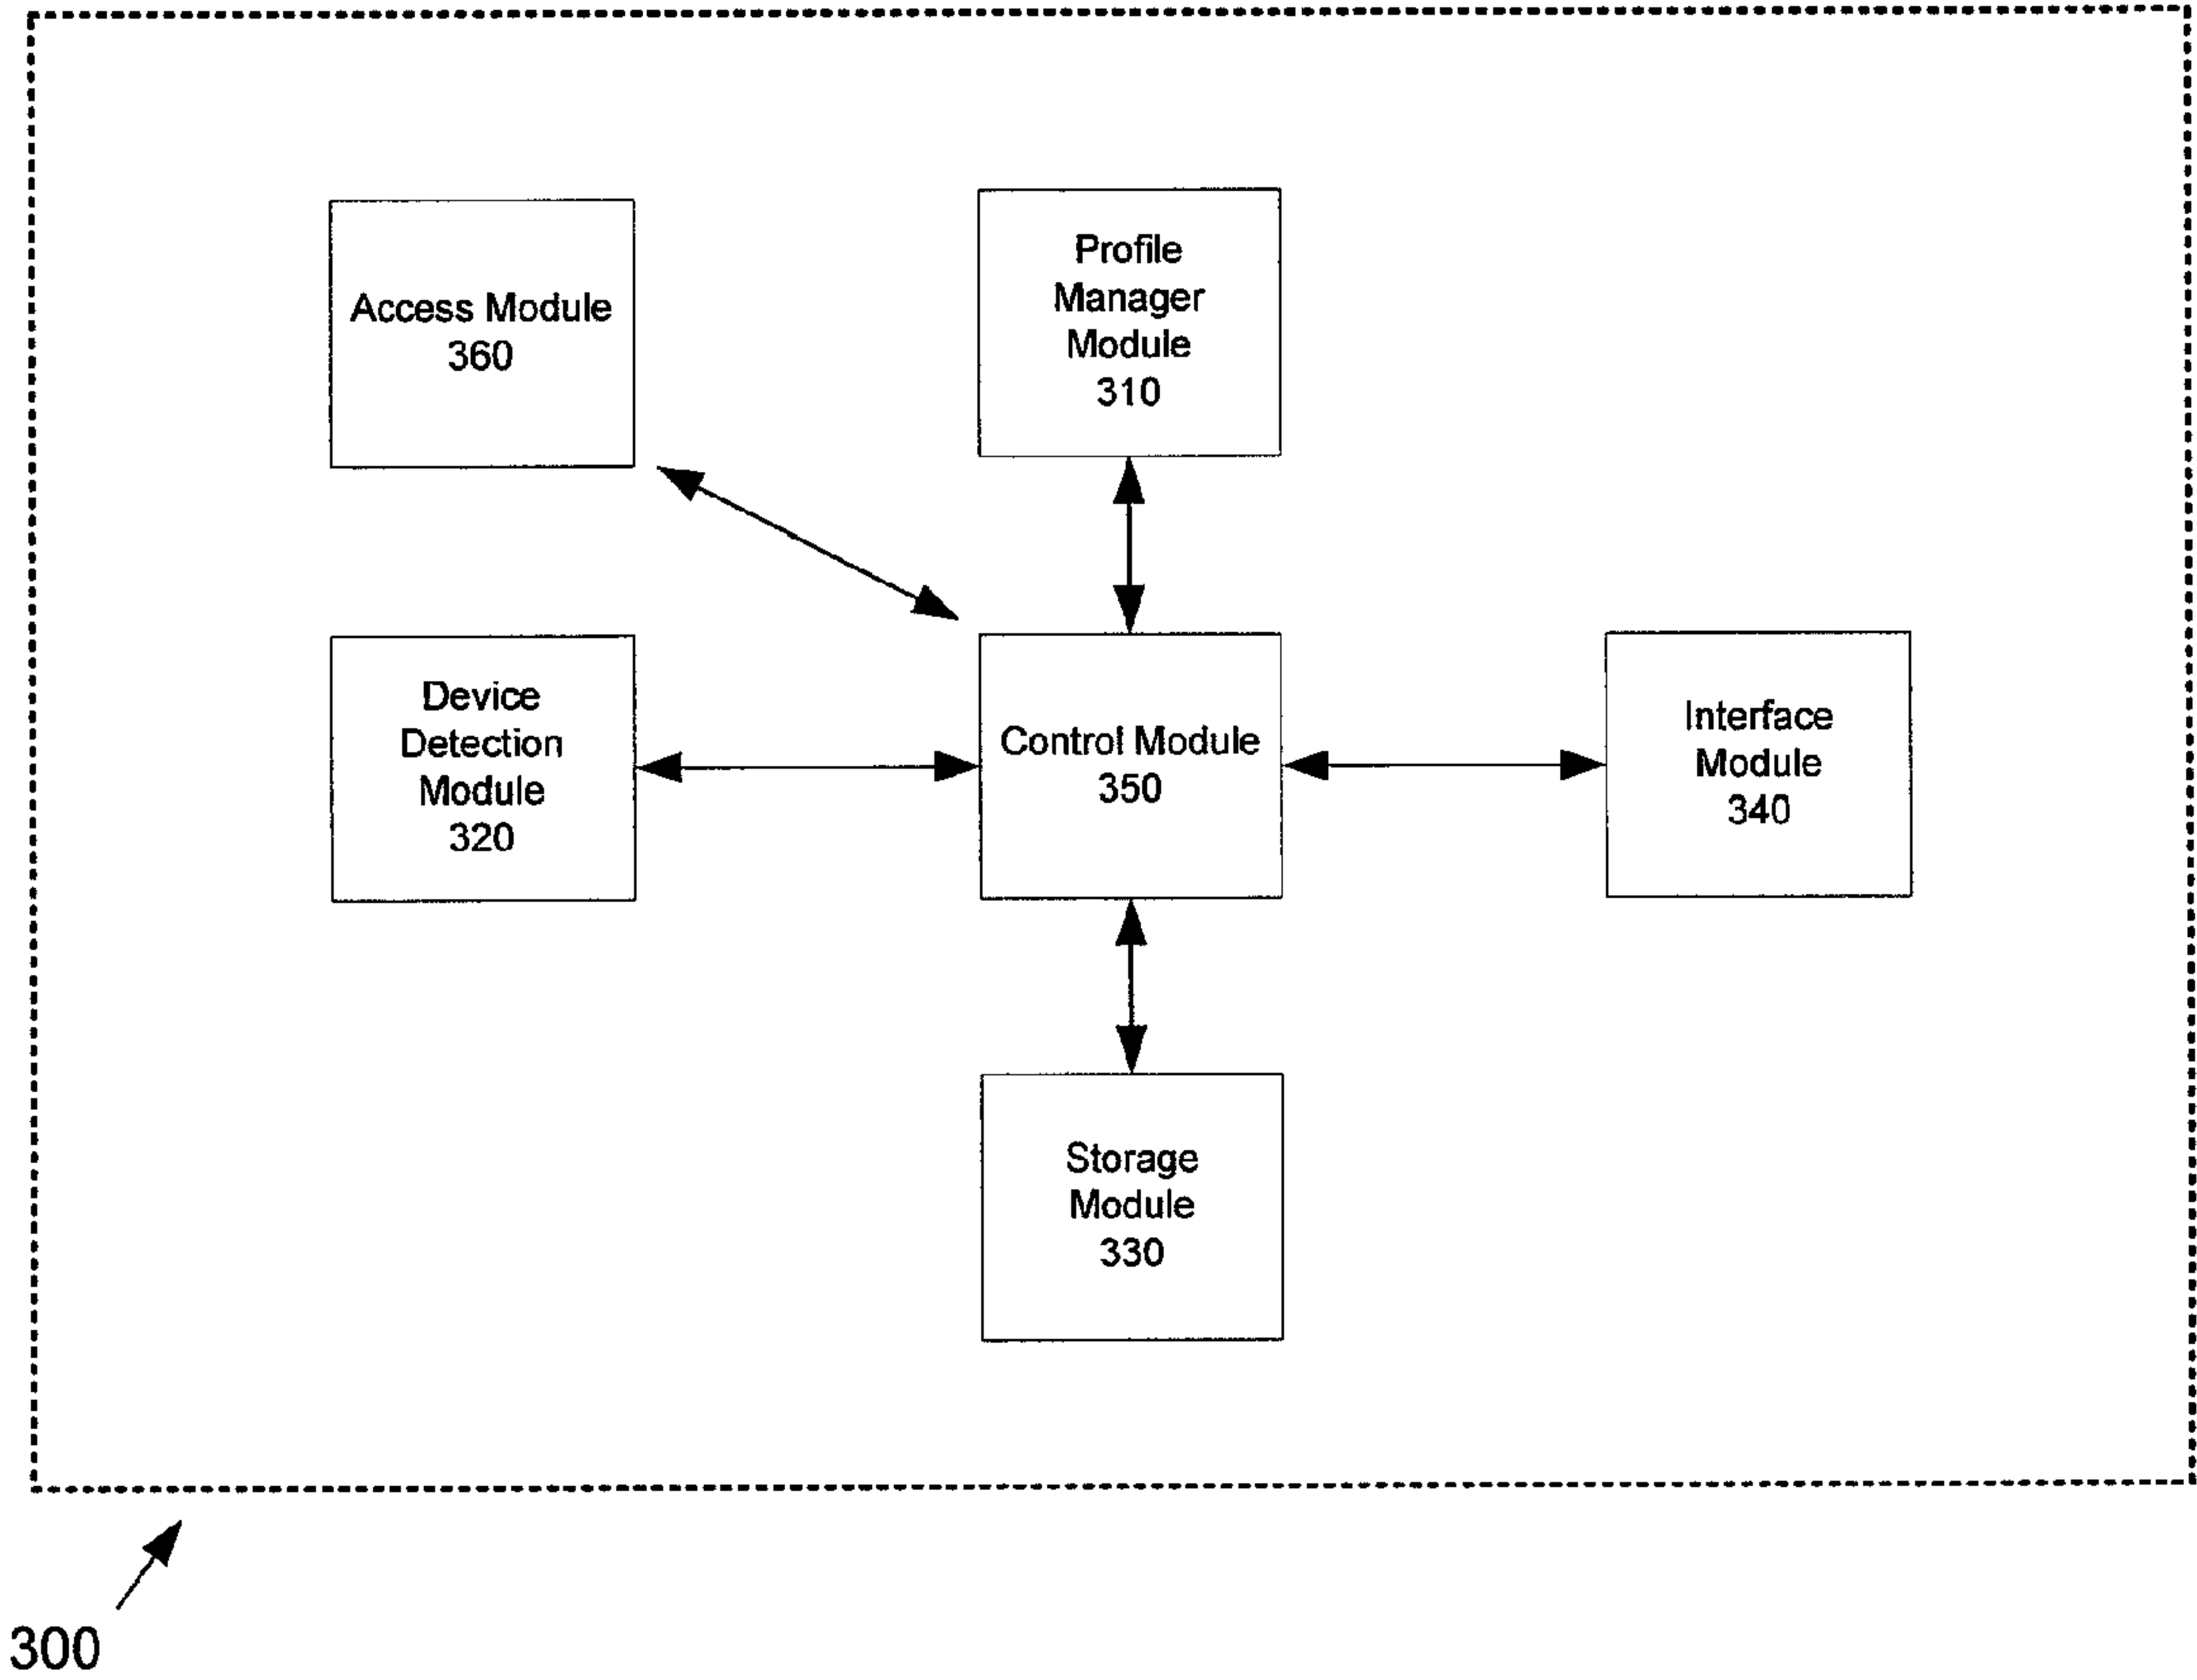 Access Module
360
Profile
Manager
Module
310
Device
Detection
Module
320
Control Module
350
Interface
Module
340
Storage
Module
330
300